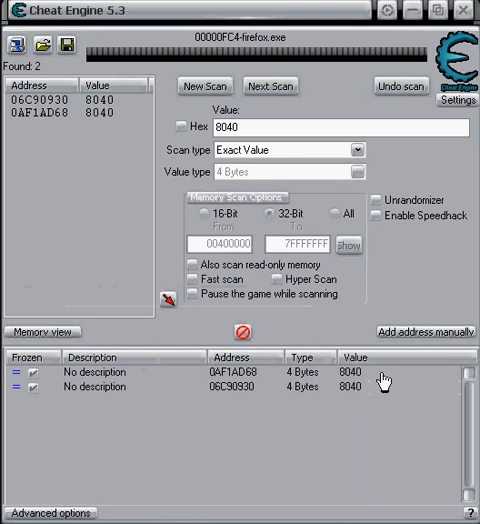 Cheat Engine 5.3
00000FC4-firefox.exe
Found: 2
Cheat Engine
Settings
Address Value
06C90930 8040
0AF1AD68 8040
New Scan Next Scan Undo scan
Value:
Hex 8040
Scan type Exact Value
Value type 4 Bytes
Memory Scan Options
16-Bit 32-Bit All
From To
00400000 7FFFFFFF Show
Also scan read-only memory
Fast scan Hyper Scan
Pause the game while scanning
Unrandomizer
Enable Speedhack
Memory view Add address manually
Frozen Description Address Type Value
= No description 0AF1AD68 4 Bytes 8040
= No description 06C90930 4 Bytes 8040
Advanced options ?